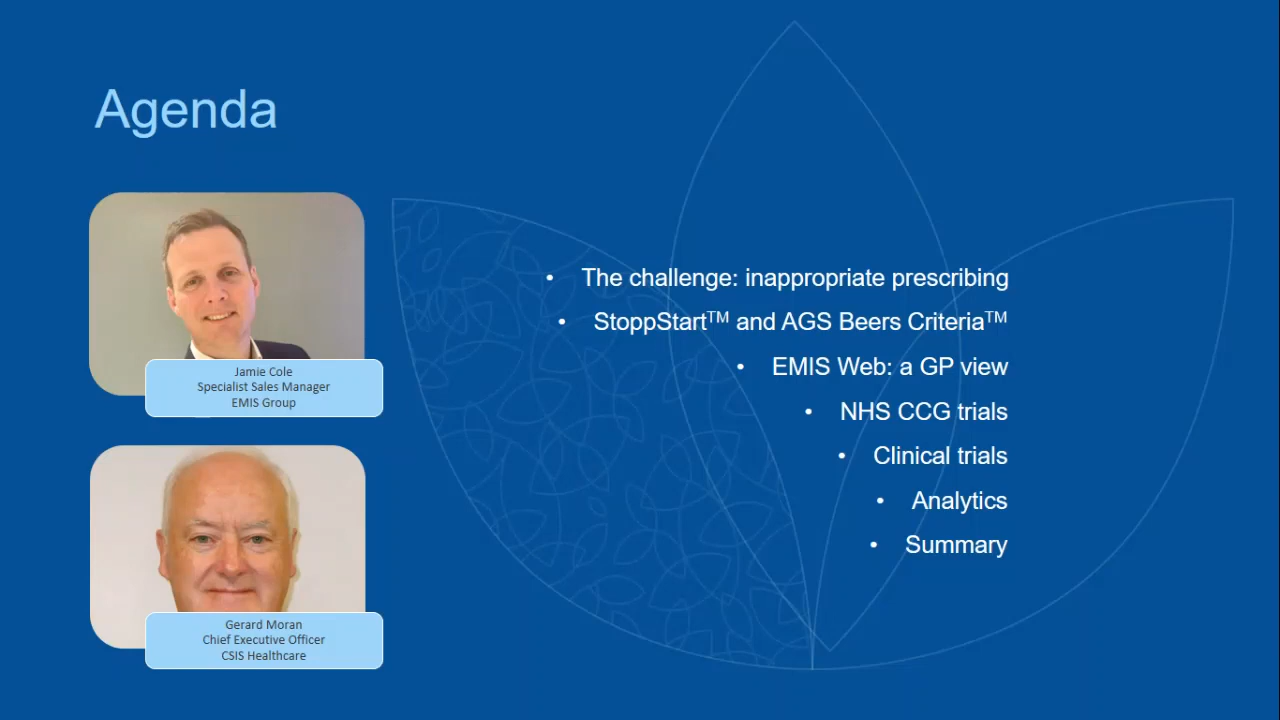 Agenda
Jamie Cole
Specialist Sales Manager
EMIS Group
Gerard Moran
Chief Executive Officer
CSIS Healthcare
• The challenge: inappropriate prescribing
• StoppStart™ and AGS Beers Criteria™
• EMIS Web: a GP view
• NHS CCG trials
• Clinical trials
• Analytics
• Summary